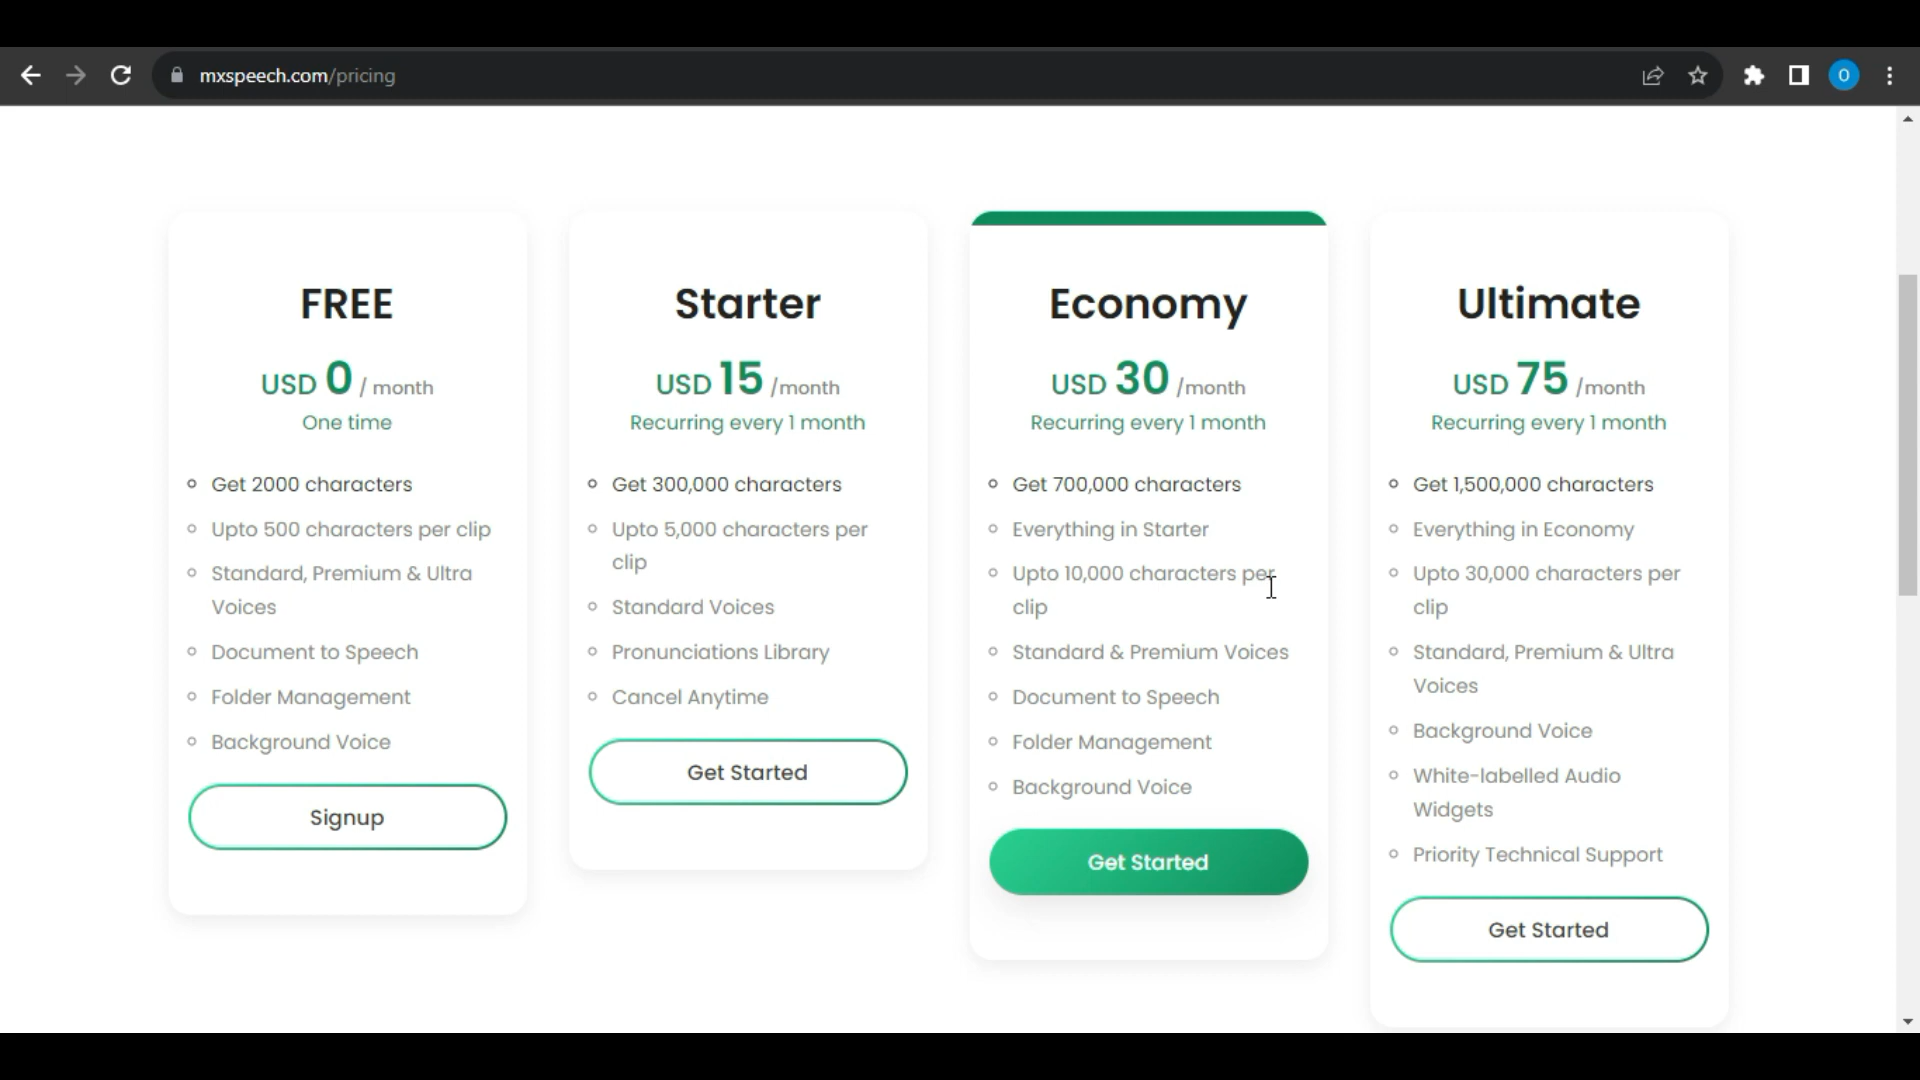 mxspeech.com/pricing
O
FREE
USD 0 / month
One time
Get 2000 characters
Upto 500 characters per clip
Standard, Premium & Ultra
Voices
Document to Speech
Folder Management
Background Voice
Signup
Starter
USD 15 /month
Recurring every 1 month
Get 300,000 characters
Upto 5,000 characters per
clip
Standard Voices
Pronunciations Library
Cancel Anytime
Get Started
Economy
USD 30 /month
Recurring every 1 month
Get 700,000 characters
Everything in Starter
Upto 10,000 characters per
clip
Standard & Premium Voices
Document to Speech
Folder Management
Background Voice
Get Started
Ultimate
USD 75 /month
Recurring every 1 month
Get 1,500,000 characters
Everything in Economy
Upto 30,000 characters per
clip
Standard, Premium & Ultra
Voices
Background Voice
White-labelled Audio
Widgets
Priority Technical Support
Get Started